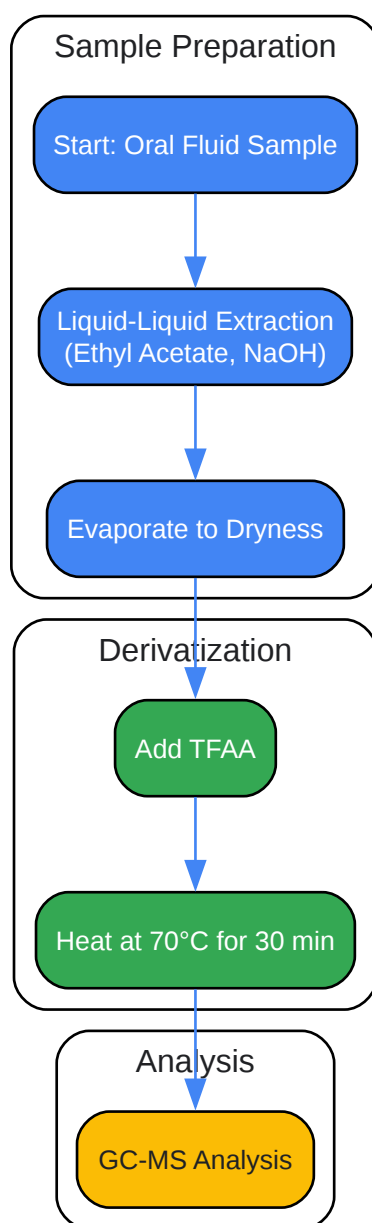 Sample Preparation
Start: Oral Fluid Sample
Liquid-Liquid Extraction
(Ethyl Acetate, NaOH)
Evaporate to Dryness
Derivatization
Add TFAA
Heat at 70°C for 30 min
Analysis
GC-MS Analysis